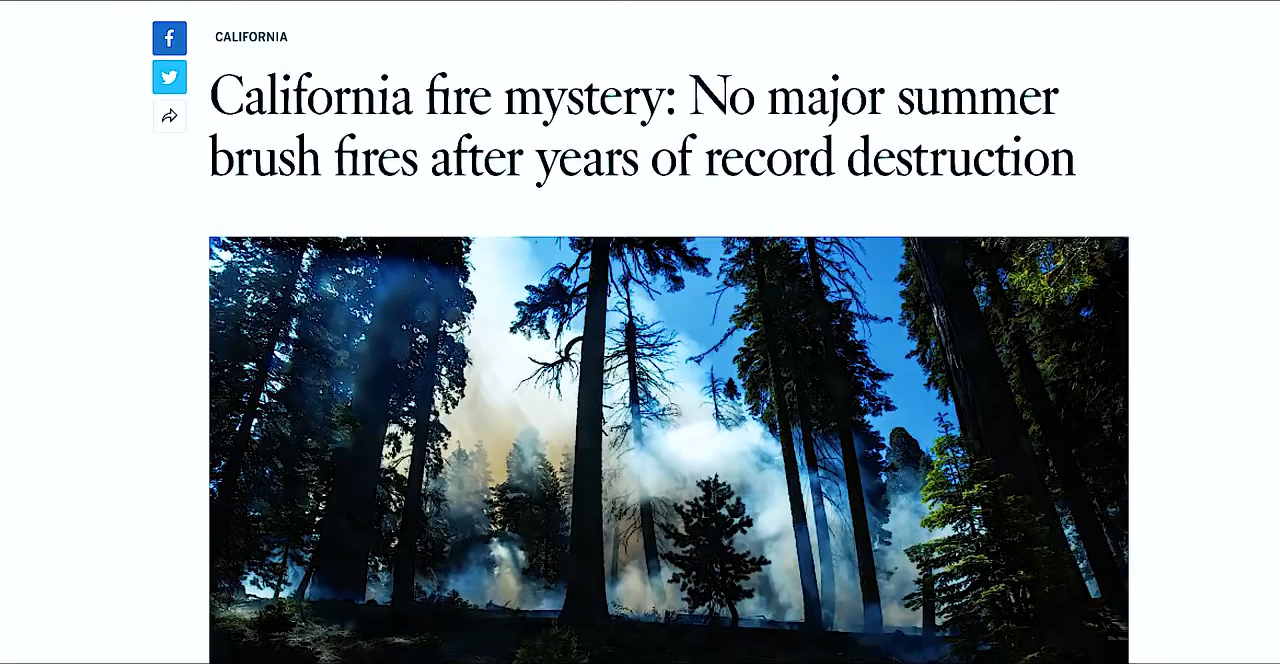 CALIFORNIA
California fire mystery: No major summer
brush fires after years of record destruction